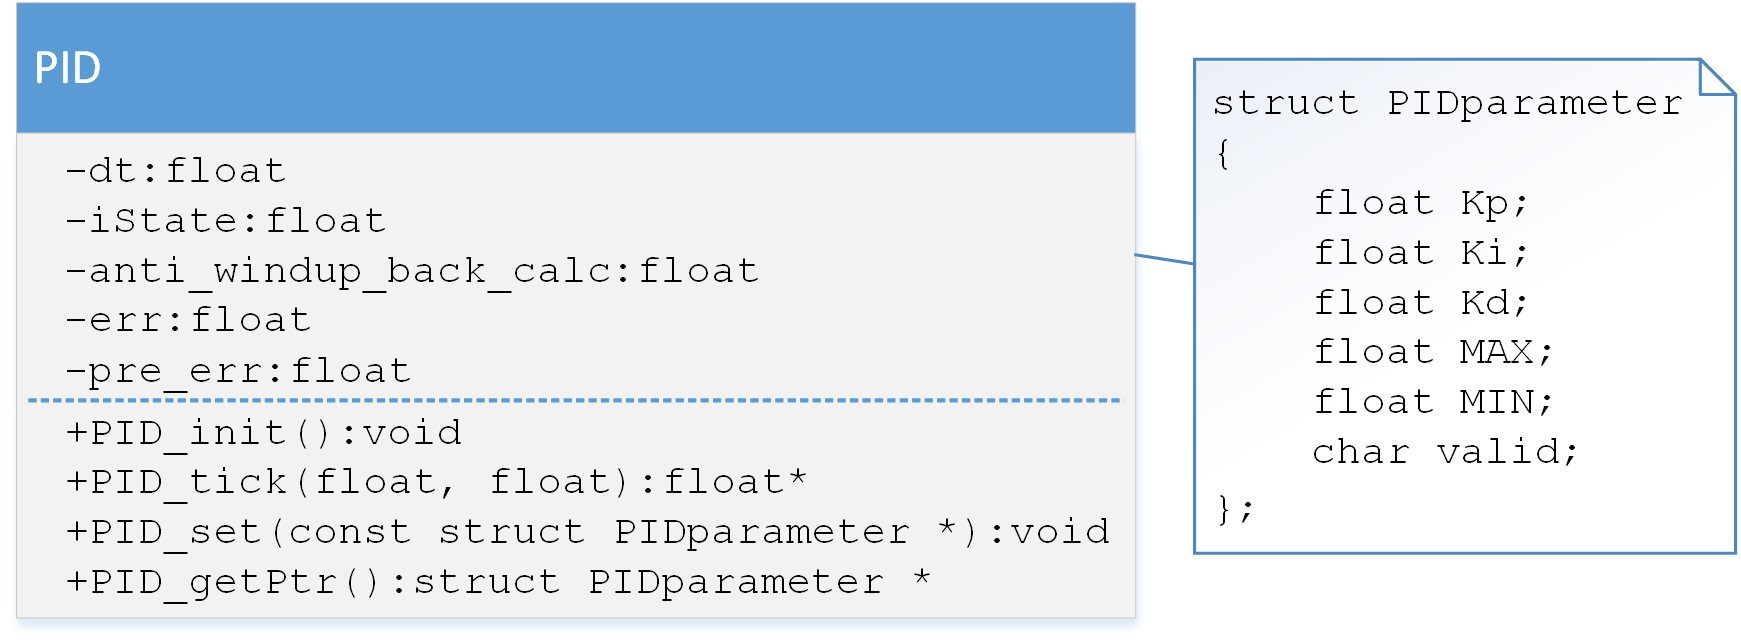 PID
-dt:float
-iState:float
-anti_windup_back_calc:float
-err:float
-pre_err:float
+PID_init():void
+PID_tick(float, float):float*
+PID_set(const struct PIDparameter *):void
+PID_getPtr():struct PIDparameter *
struct PIDparameter
{
float Kp;
float Ki;
float Kd;
float MAX;
float MIN;
char valid;
};